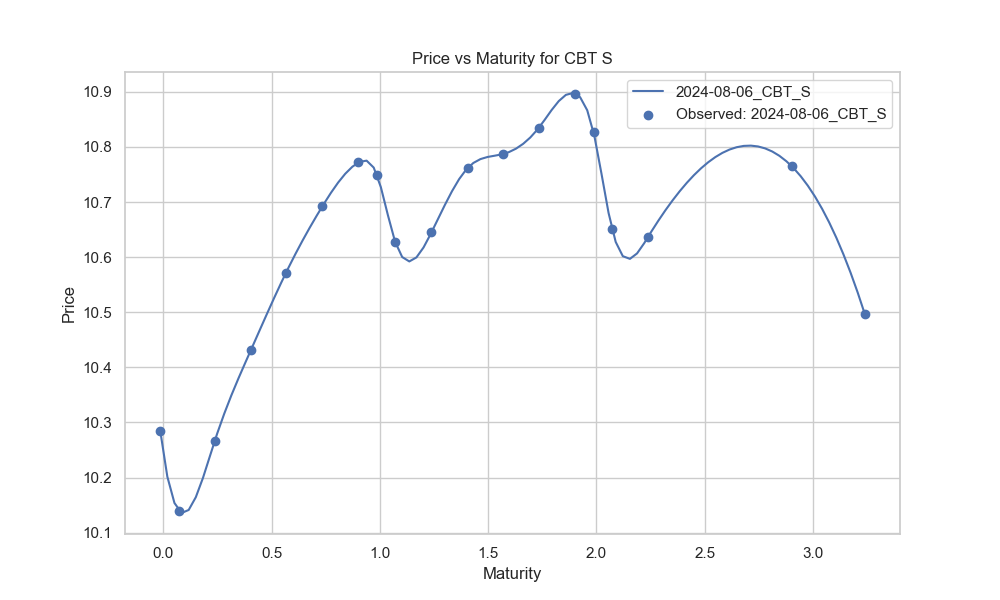 Price vs Maturity for CBT S
2024-08-06_CBT_S
Observed: 2024-08-06_CBT_S
Price
10.9
10.8
10.7
10.6
10.5
10.4
10.3
10.2
10.1
0.0 0.5 1.0 1.5 2.0 2.5 3.0
Maturity